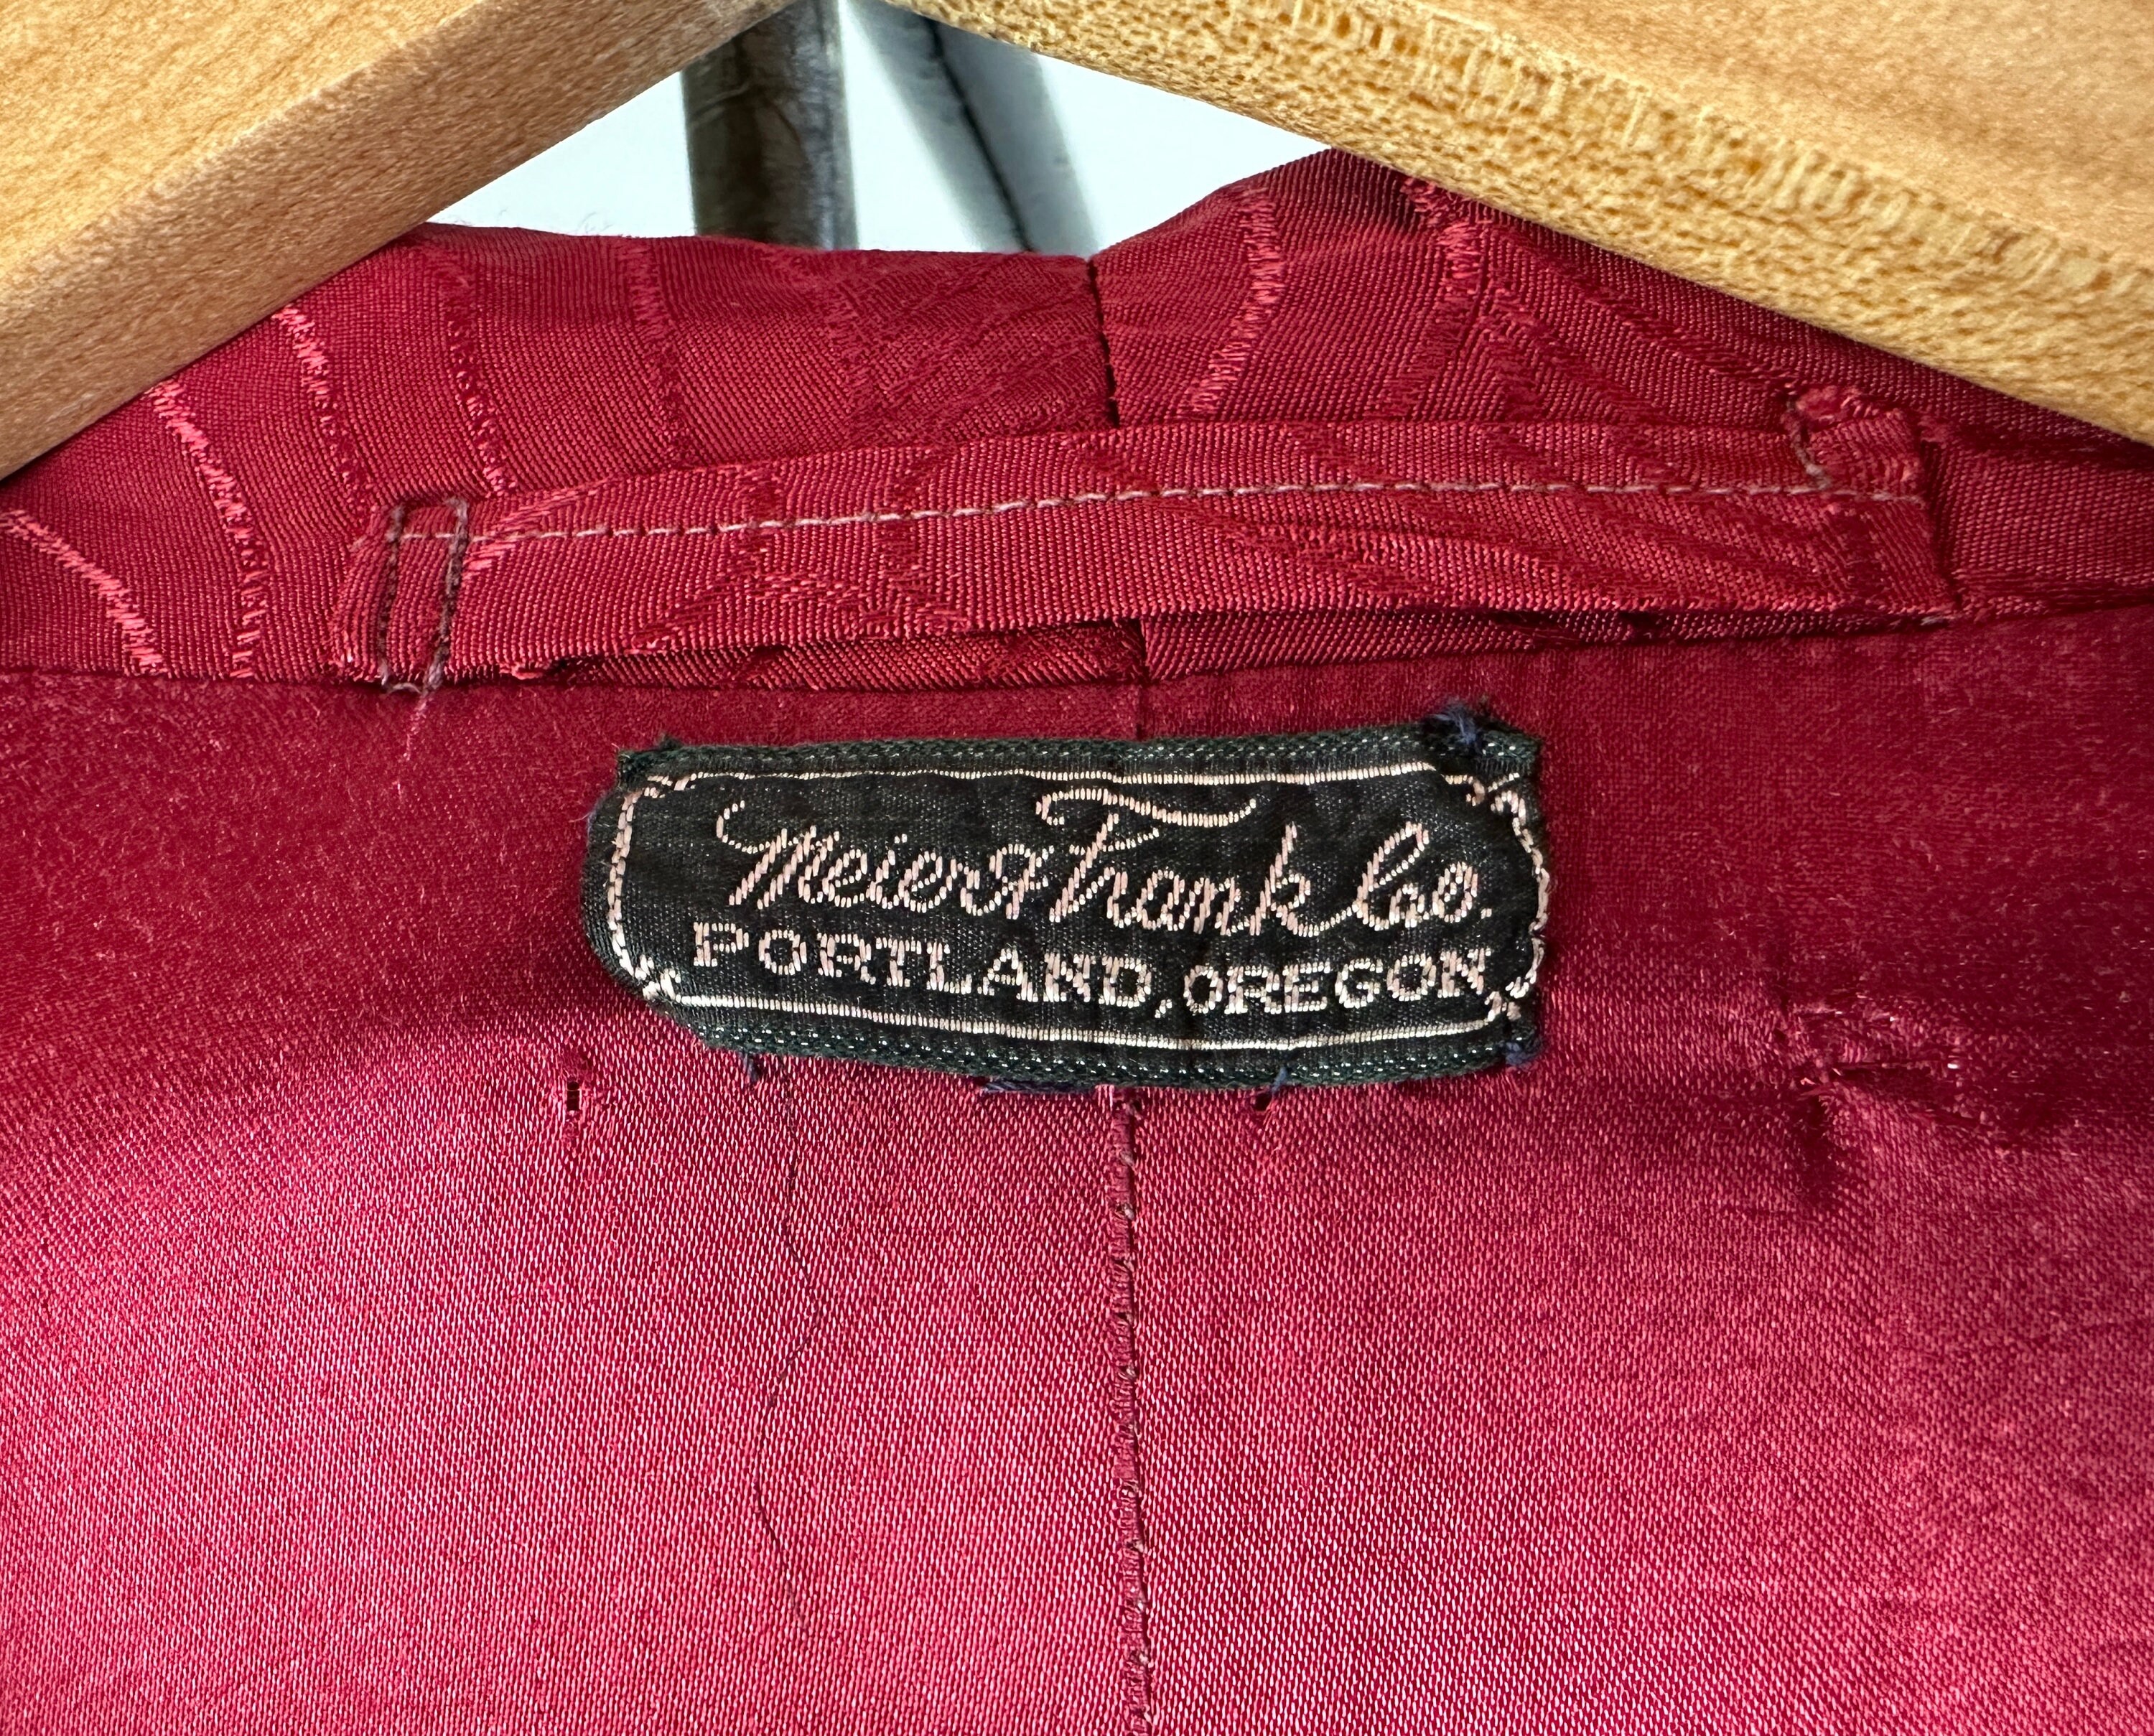 Meier & Frank Co.
PORTLAND, OREGON